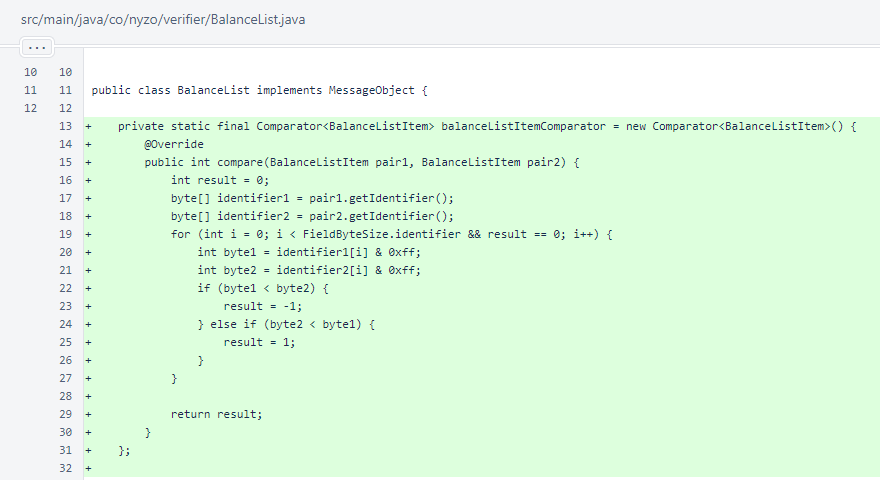 src/main/java/co/nyzo/verifier/BalanceList.java
...
10 10
11 11 public class BalanceList implements MessageObject {
12 12
13 +     private static final Comparator<BalanceListItem> balanceListItemComparator = new Comparator<BalanceListItem>() {
14 +         @Override
15 +         public int compare(BalanceListItem pair1, BalanceListItem pair2) {
16 +             int result = 0;
17 +             byte[] identifier1 = pair1.getIdentifier();
18 +             byte[] identifier2 = pair2.getIdentifier();
19 +             for (int i = 0; i < FieldByteSize.identifier && result == 0; i++) {
20 +                 int byte1 = identifier1[i] & 0xff;
21 +                 int byte2 = identifier2[i] & 0xff;
22 +                 if (byte1 < byte2) {
23 +                     result = -1;
24 +                 } else if (byte2 < byte1) {
25 +                     result = 1;
26 +                 }
27 +             }
28 +
29 +             return result;
30 +         }
31 +     };
32 +